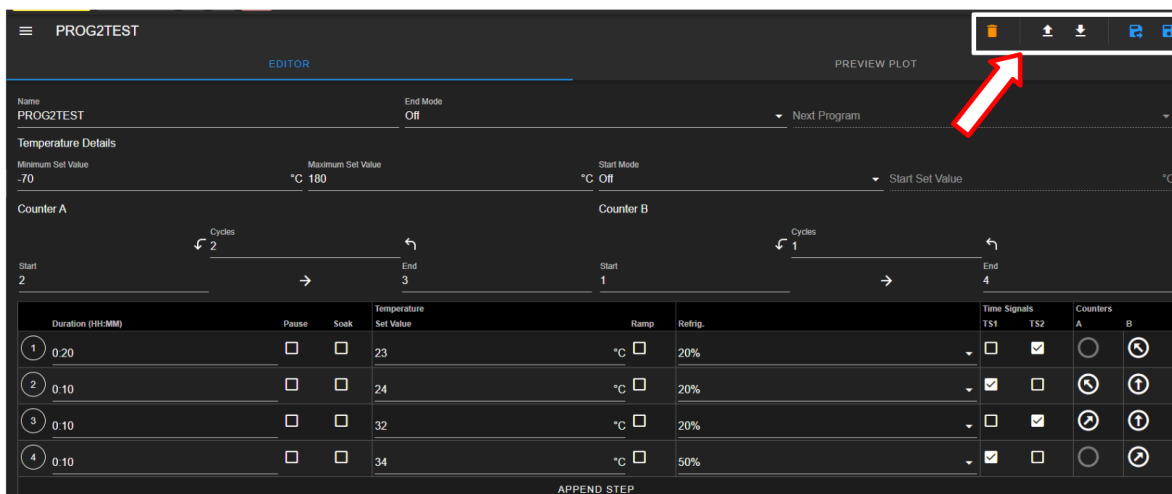 PROG2TEST
EDITOR PREVIEW PLOT
Name End Mode
PROG2TEST Off Next Program
Temperature Details
Minimum Set Value Maximum Set Value Start Mode
-70 °C 180 °C Off Start Set Value °C
Counter A Counter B
Cycles Cycles
2 1
Start End Start End
2 3 1 4
Temperature Time Signals Counters
Duration (HH:MM) Pause Soak Set Value Ramp Refrig. TS1 TS2 A B
1 0:20 23 °C 20%
2 0:10 24 °C 20%
3 0:10 32 °C 20%
4 0:10 34 °C 50%
APPEND STEP